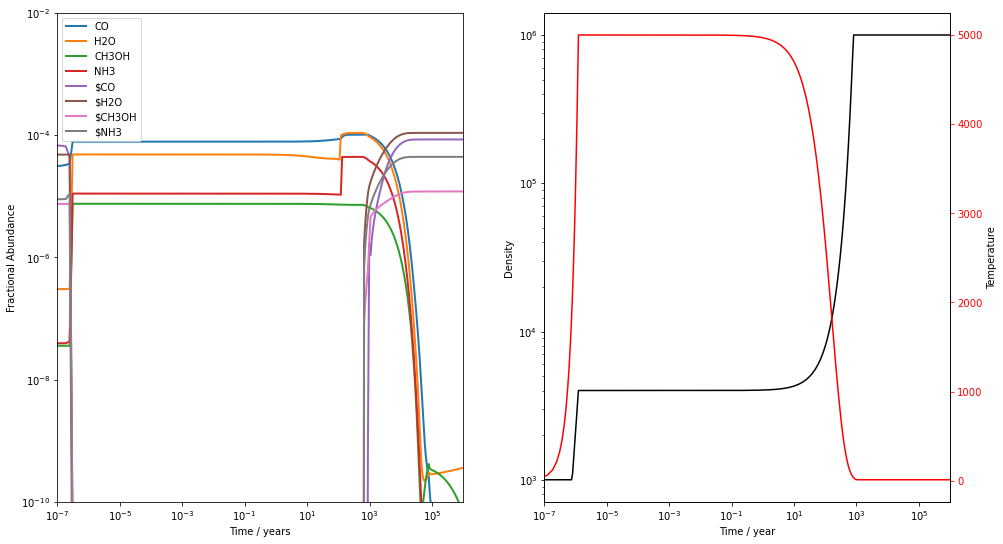 10^-2
10^-4
10^-6
10^-8
10^-10
Fractional Abundance
CO
H2O
CH3OH
NH3
$CO
$H2O
$CH3OH
$NH3
10^-7 10^-5 10^-3 10^-1 10^1 10^3 10^5
Time / years
10^6
10^5
10^4
10^3
Density
10^-7 10^-5 10^-3 10^-1 10^1 10^3 10^5
Time / year
5000
4000
3000
2000
1000
0
Temperature